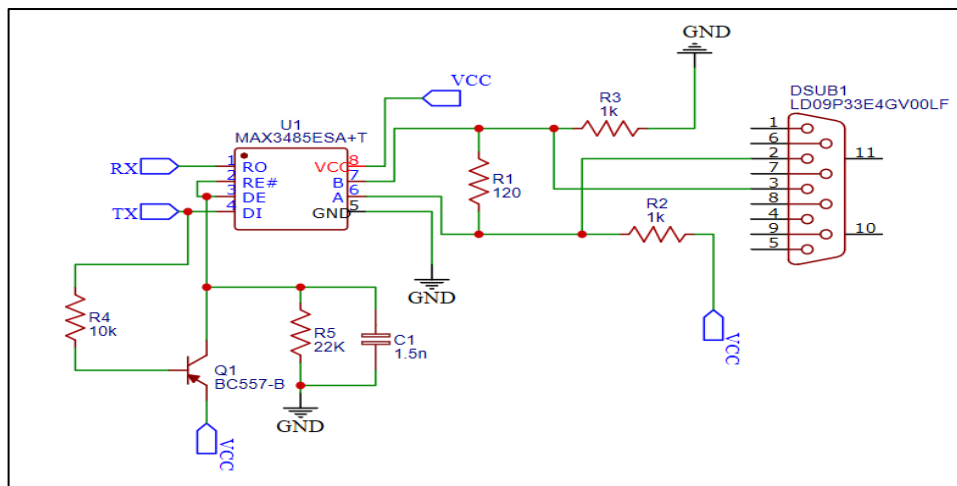 GND
VCC
DSUB1
LD09P33E4GV00LF
R3
1k
U1
MAX3485ESA+T
RX
1 RO
2 RE#
3 DE
4 DI
VCC 8
B 7
A 6
GND 5
TX
R1
120
R2
1k
1
6
2
7
3
8
4
9
5
11
10
GND
R4
10k
R5
22K
C1
1.5n
VCC
Q1
BC557-B
GND
VCC